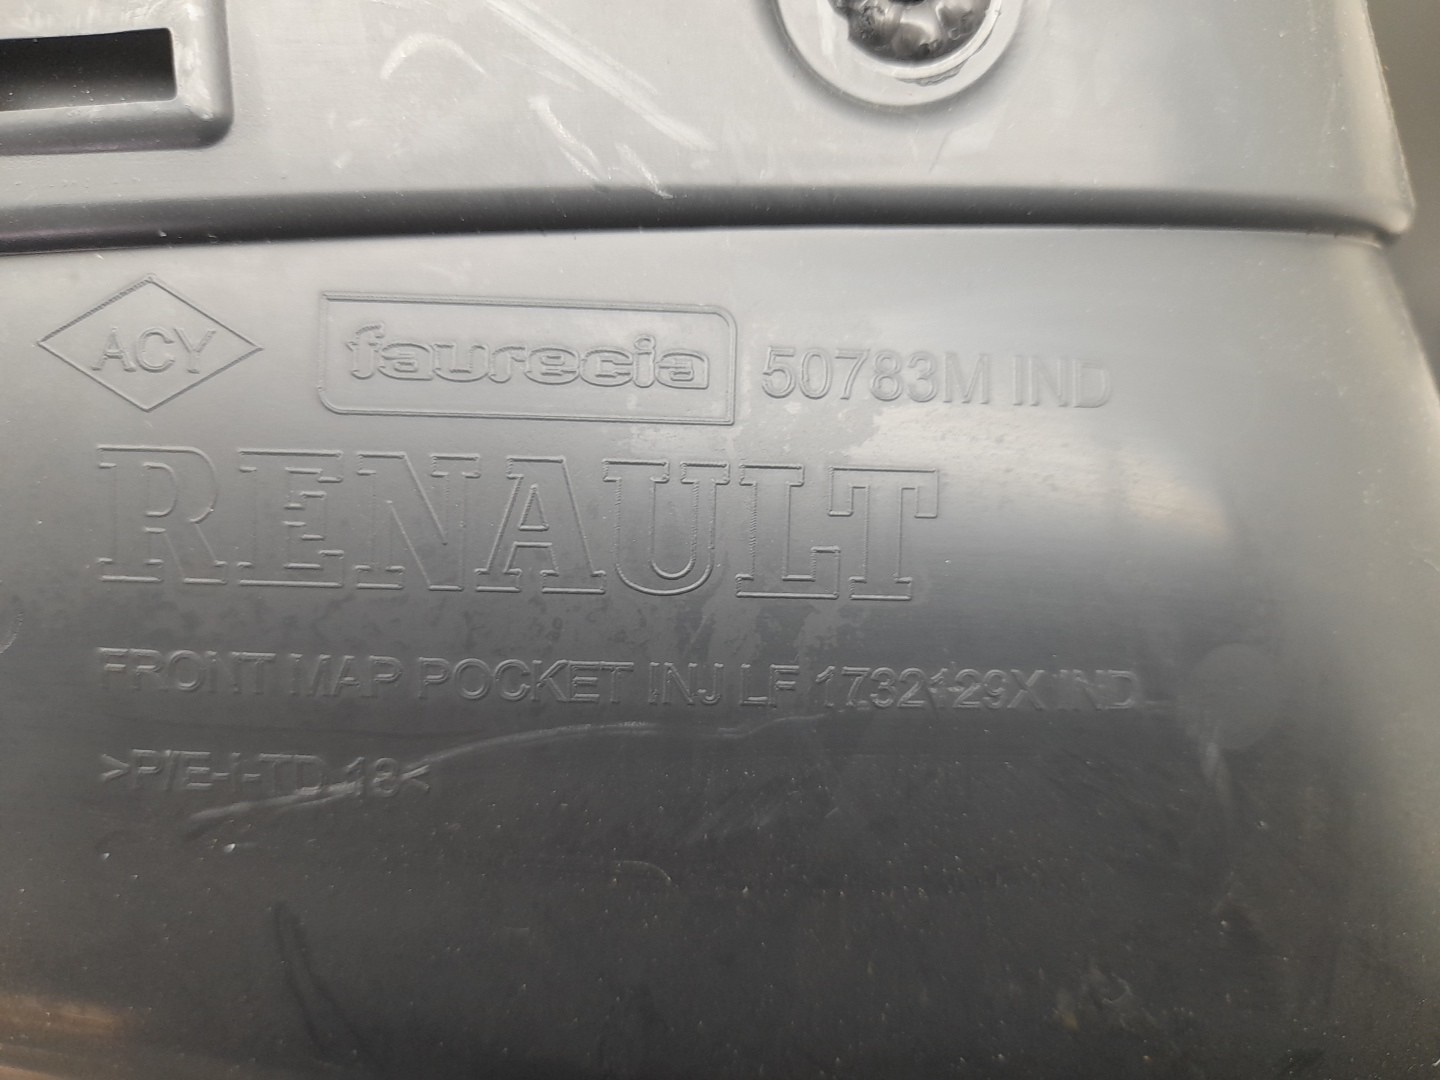 ACY faurecia 50783M IND
RENAULT
FRONT MAP POCKET INJ LF 1732129X IND
>P/E-I-TD 18<